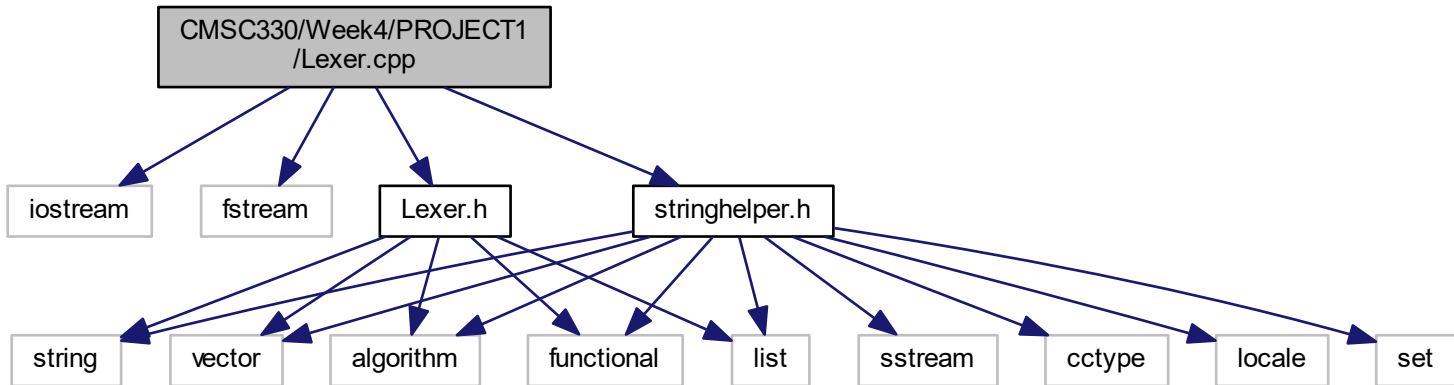 CMSC330/Week4/PROJECT1
/Lexer.cpp
iostream
fstream
Lexer.h
stringhelper.h
string
vector
algorithm
functional
list
sstream
cctype
locale
set